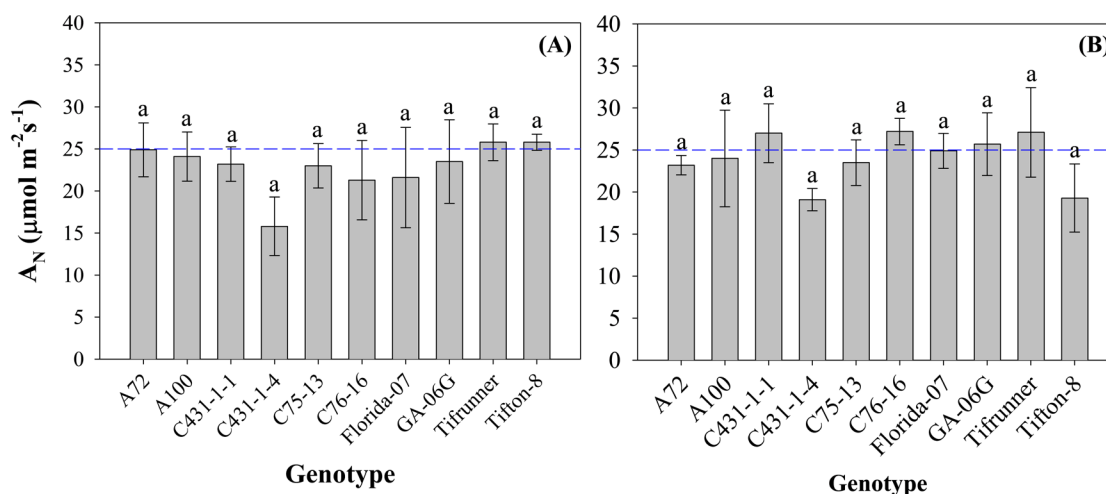 40
35
30
25
20
15
10
5
0
A_N (μmol m⁻²s⁻¹)
(A)
a a a a a a a a a a
A72 A100 C431-1-1 C431-1-4 C75-13 C76-16 Florida-07 GA-06G Tifrunner Tifton-8
Genotype
40
35
30
25
20
15
10
5
0
(B)
a a a a a a a a a a
A72 A100 C431-1-1 C431-1-4 C75-13 C76-16 Florida-07 GA-06G Tifrunner Tifton-8
Genotype